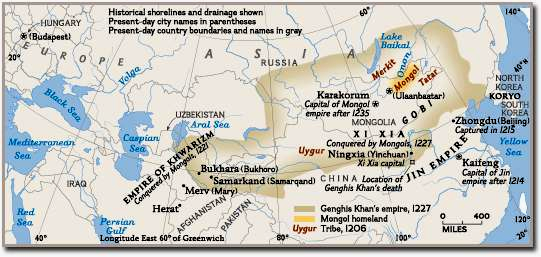 Historical shorelines and drainage shown
Present-day city names in parentheses
Present-day country boundaries and names in gray
60°
140°
HUNGARY
(Budapest)
EUROPE
ASIA
Volga
RUSSIA
Lake
Baikal
Merkit
Onon
Mongol
Tatar
(Ulaanbaatar)
Karakorum
Capital of Mongol
empire after 1235
MONGOLIA
GOBI
NORTH
KOREA
KORYO
SOUTH
KOREA
Zhongdu (Beijing)
Captured in 1215
Yellow
Sea
Black Sea
Caspian
Sea
Aral Sea
UZBEKISTAN
Mediterranean
Sea
EMPIRE OF KHWARIZM
Conquered by Mongols, 1221
XI XIA
Conquered by Mongols, 1227
Uygur
Ningxia (Yinchuan)
Xi Xia capital
JIN EMPIRE
Kaifeng
Capital of Jin
empire after 1214
Bukhara (Bukhoro)
Samarkand (Samarqand)
Merv (Mary)
Herat
IRAQ
AFGHANISTAN
PAKISTAN
CHINA
Location of
Genghis Khan's death
Red
Sea
Persian
Gulf
Genghis Khan's empire, 1227
Mongol homeland
Uygur Tribe, 1206
0 400
MILES
40°
Longitude East 60° of Greenwich
80°
100°
120°
20°